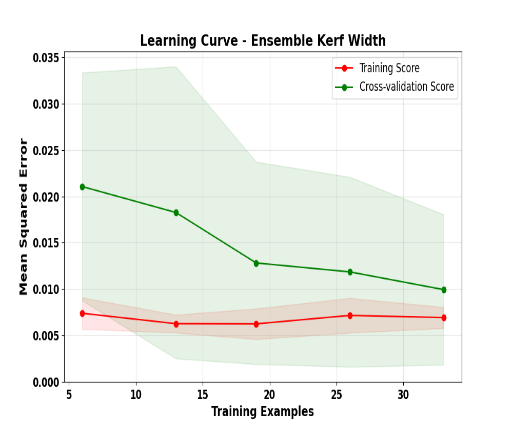 Learning Curve - Ensemble Kerf Width
Training Score
Cross-validation Score
Mean Squared Error
0.035
0.030
0.025
0.020
0.015
0.010
0.005
0.000
5 10 15 20 25 30
Training Examples